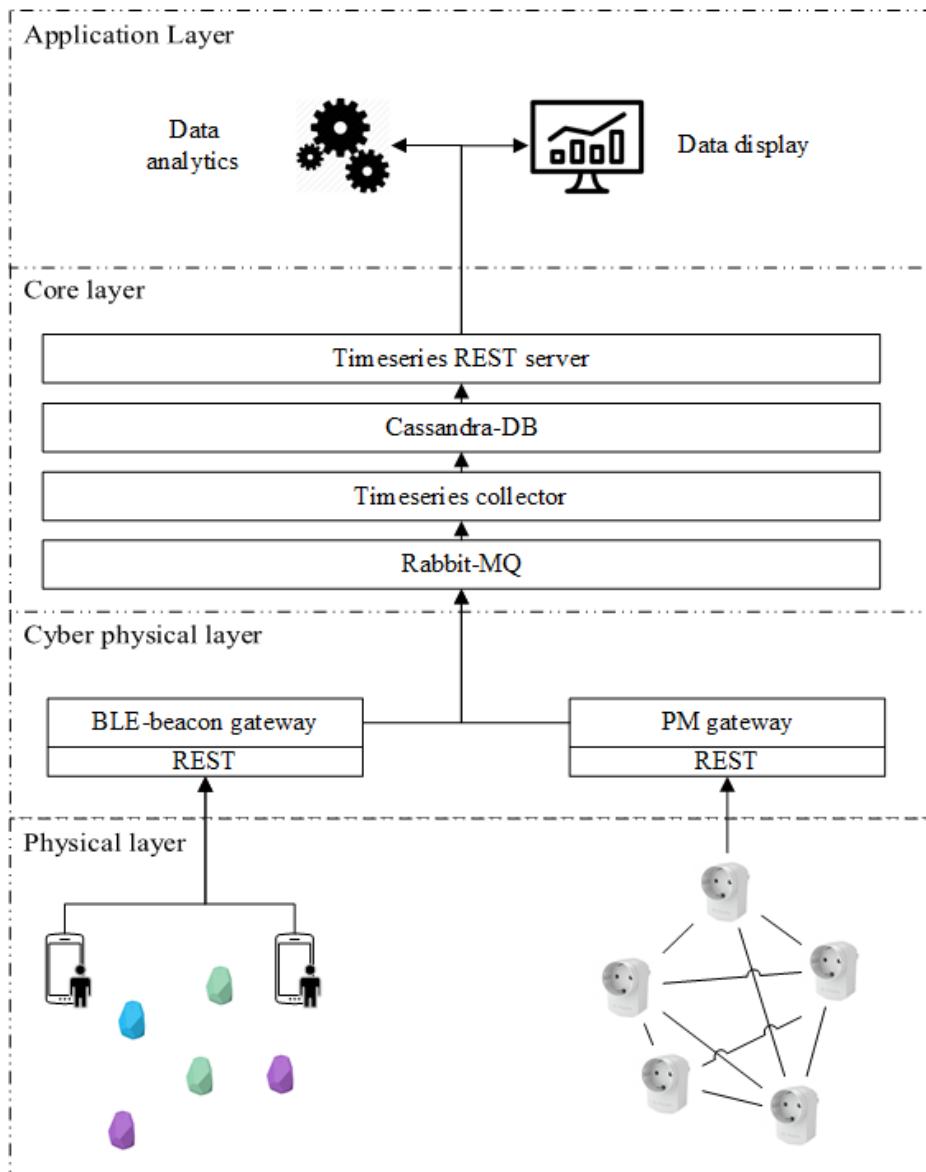 Application Layer
Data
analytics
Data display
Core layer
Timeseries REST server
Cassandra-DB
Timeseries collector
Rabbit-MQ
Cyber physical layer
BLE-beacon gateway
REST
PM gateway
REST
Physical layer